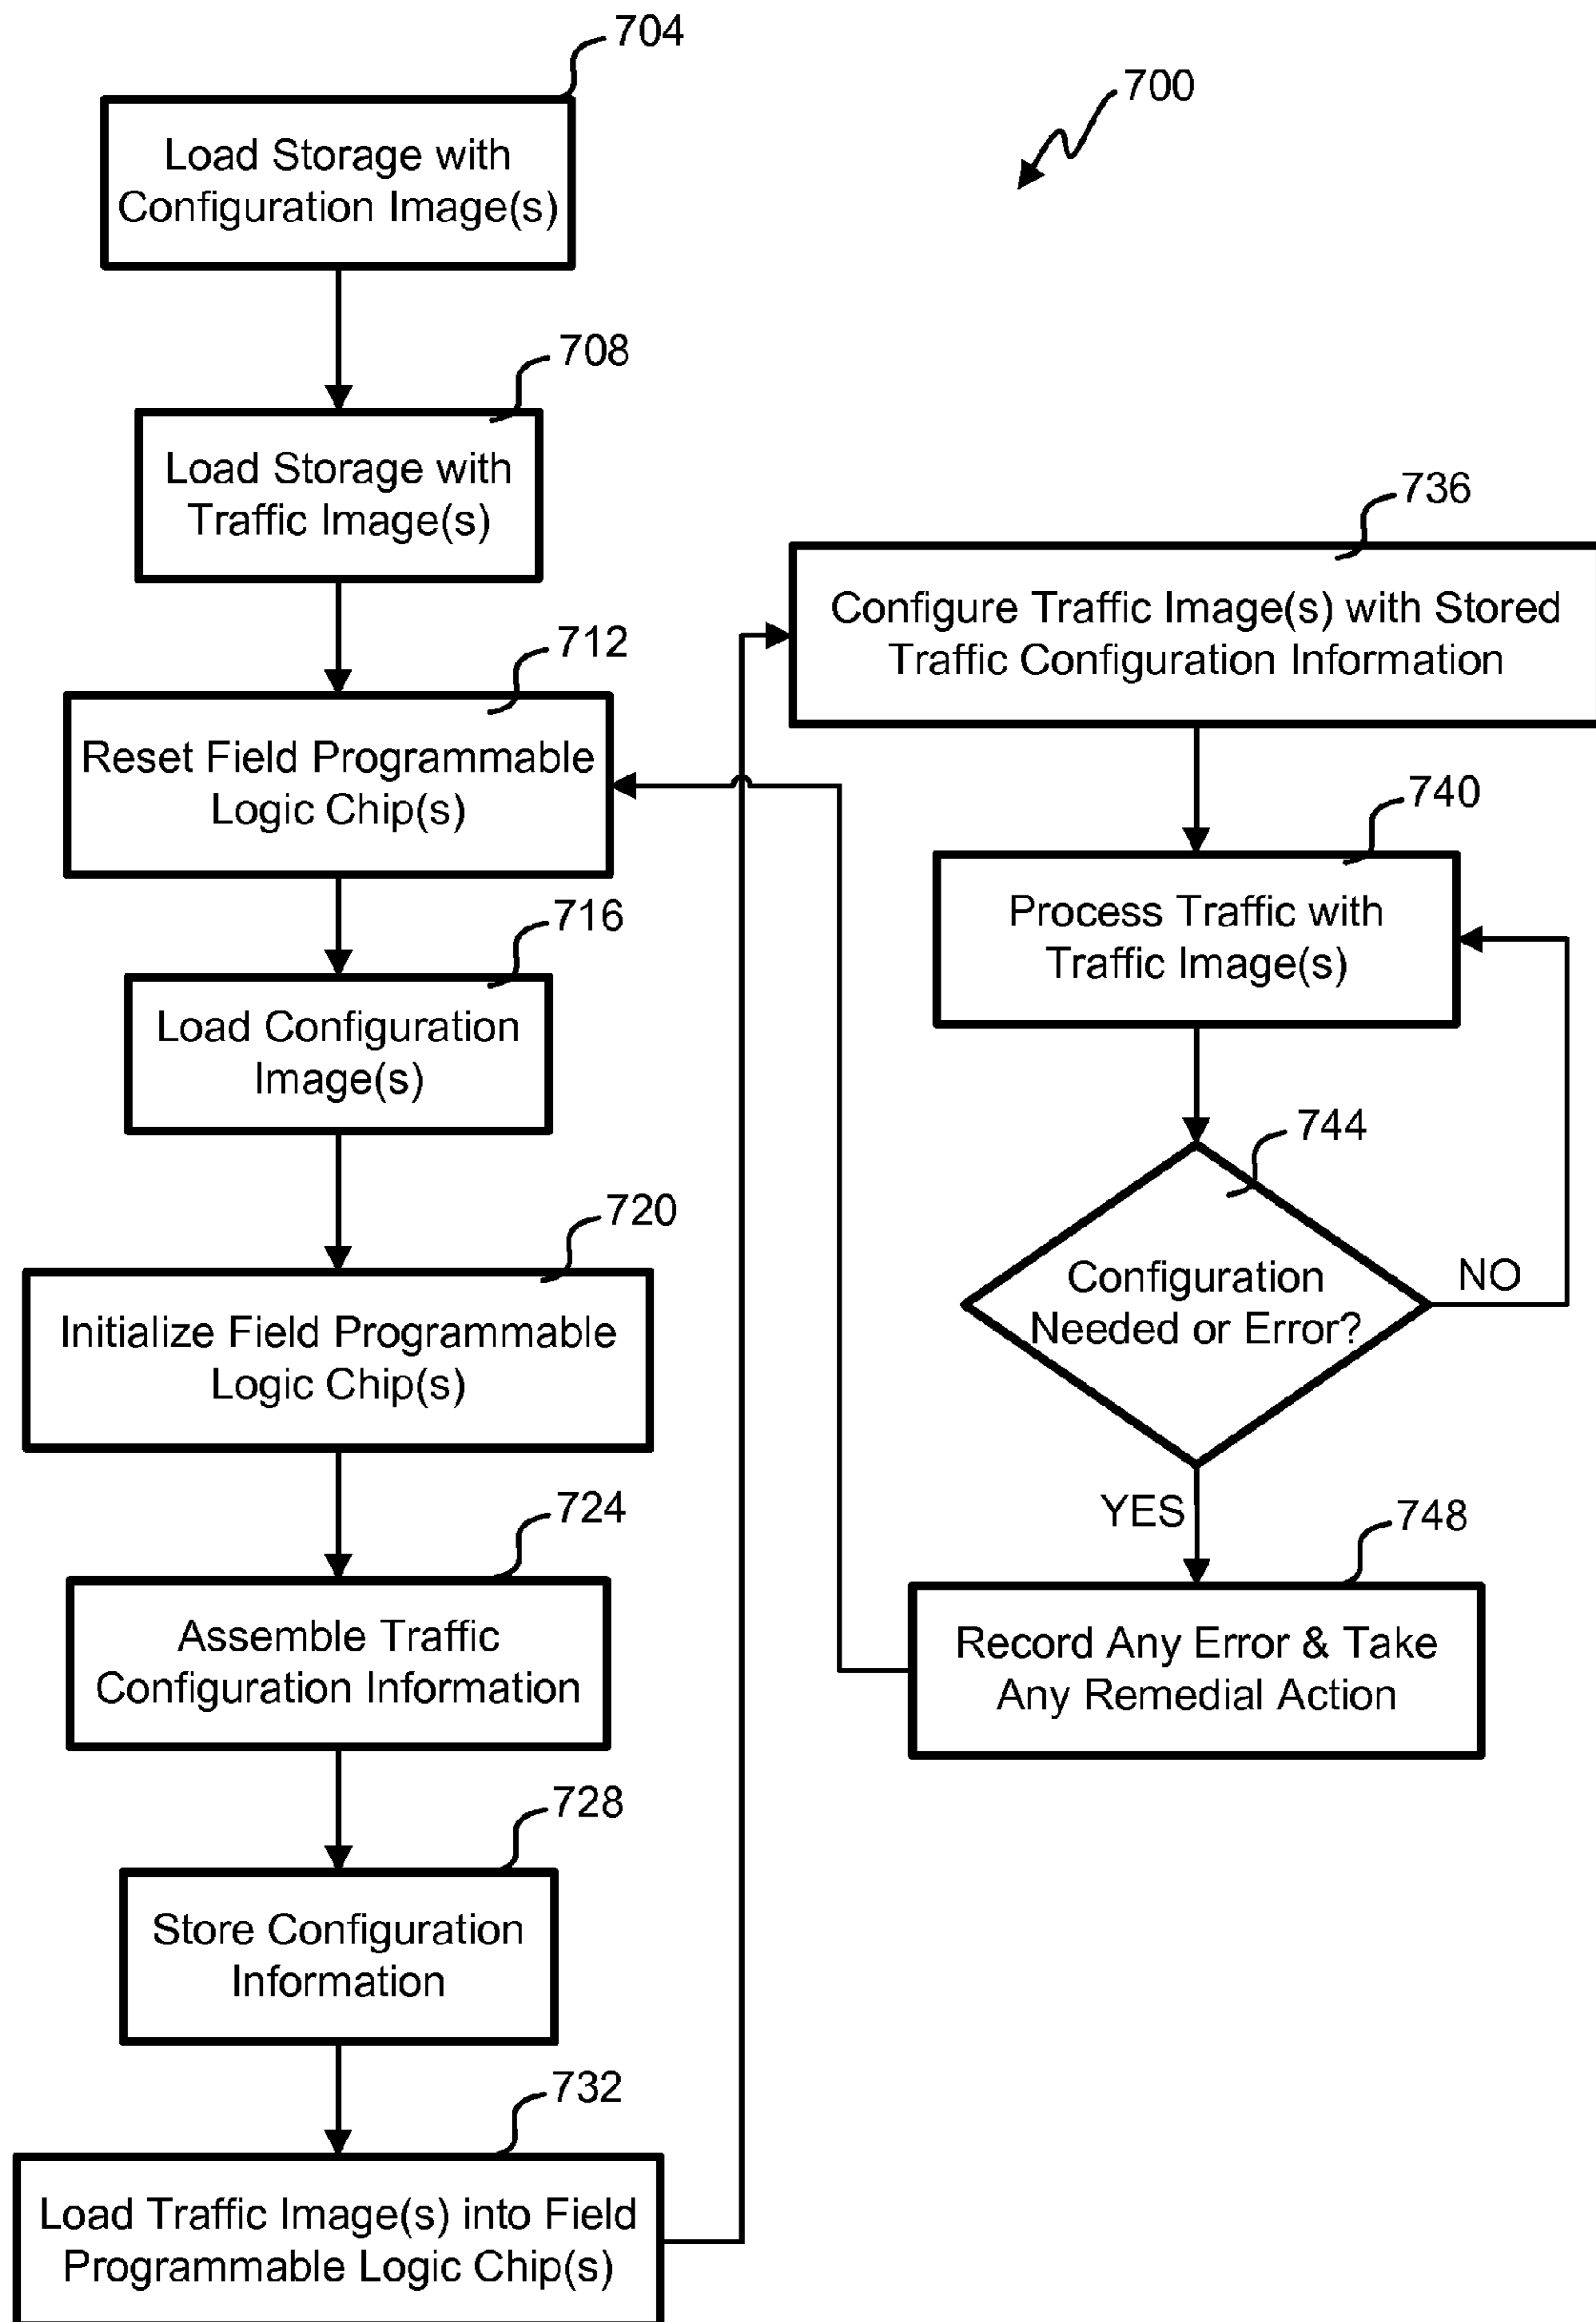 704
700
Load Storage with
Configuration Image(s)
708
Load Storage with
Traffic Image(s)
712
Reset Field Programmable
Logic Chip(s)
716
Load Configuration
Image(s)
720
Initialize Field Programmable
Logic Chip(s)
724
Assemble Traffic
Configuration Information
728
Store Configuration
Information
732
Load Traffic Image(s) into Field
Programmable Logic Chip(s)
736
Configure Traffic Image(s) with Stored
Traffic Configuration Information
740
Process Traffic with
Traffic Image(s)
744
Configuration
Needed or Error?
NO
YES
748
Record Any Error & Take
Any Remedial Action